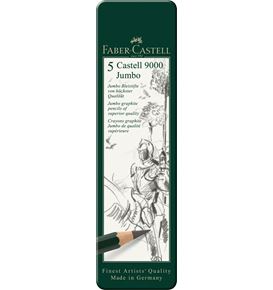 FABER-CASTELL
5 Castell 9000
Jumbo
Jumbo Bleistifte
von höchster
Qualität
Jumbo graphite
pencils of
superior quality
Crayons graphite
Jumbo de qualité
supérieure
Finest Artists' Quality
Made in Germany